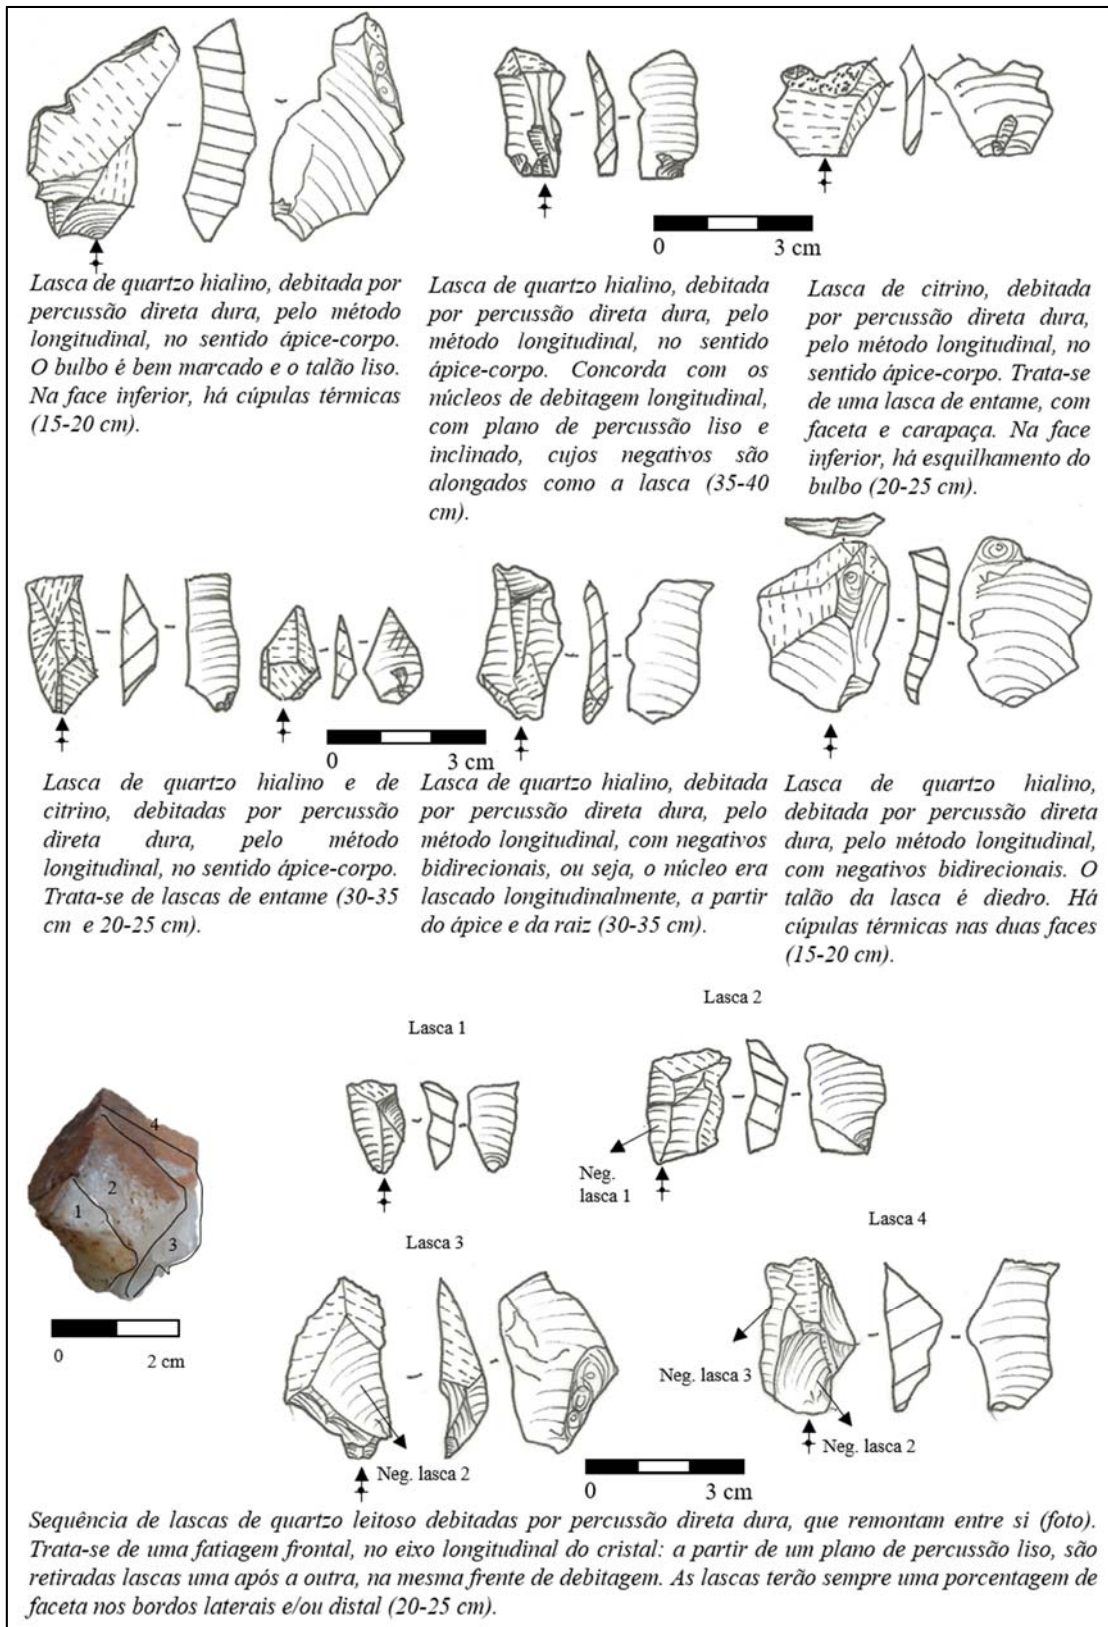 0 3 cm
Lasca de quartzo hialino, debitada por
percussão direta dura, pelo método
longitudinal, no sentido ápice-corpo.
O bulbo é bem marcado e o talão liso.
Na face inferior, há cúpulas térmicas
(15-20 cm).
Lasca de quartzo hialino, debitada
por percussão direta dura, pelo
método longitudinal, no sentido
ápice-corpo. Concorda com os
núcleos de debitagem longitudinal,
com plano de percussão liso e
inclinado, cujos negativos são
alongados como a lasca (35-40
cm).
Lasca de citrino, debitada
por percussão direta dura,
pelo método longitudinal, no
sentido ápice-corpo. Trata-se
de uma lasca de entame, com
faceta e carapaça. Na face
inferior, há esquilhamento do
bulbo (20-25 cm).
0 3 cm
Lasca de quartzo hialino e de
citrino, debitadas por percussão
direta dura, pelo método
longitudinal, no sentido ápice-corpo.
Trata-se de lascas de entame (30-35
cm e 20-25 cm).
Lasca de quartzo hialino, debitada
por percussão direta dura, pelo
método longitudinal, com negativos
bidirecionais, ou seja, o núcleo era
lascado longitudinalmente, a partir
do ápice e da raiz (30-35 cm).
Lasca de quartzo hialino,
debitada por percussão direta
dura, pelo método longitudinal,
com negativos bidirecionais. O
talão da lasca é diedro. Há
cúpulas térmicas nas duas faces
(15-20 cm).
Lasca 1
Lasca 2
Neg.
lasca 1
4
2
1
3
0 2 cm
Lasca 3
Neg. lasca 2
Lasca 4
Neg. lasca 3
Neg. lasca 2
0 3 cm
Sequência de lascas de quartzo leitoso debitadas por percussão direta dura, que remontam entre si (foto).
Trata-se de uma fatiagem frontal, no eixo longitudinal do cristal: a partir de um plano de percussão liso, são
retiradas lascas uma após a outra, na mesma frente de debitagem. As lascas terão sempre uma porcentagem de
faceta nos bordos laterais e/ou distal (20-25 cm).